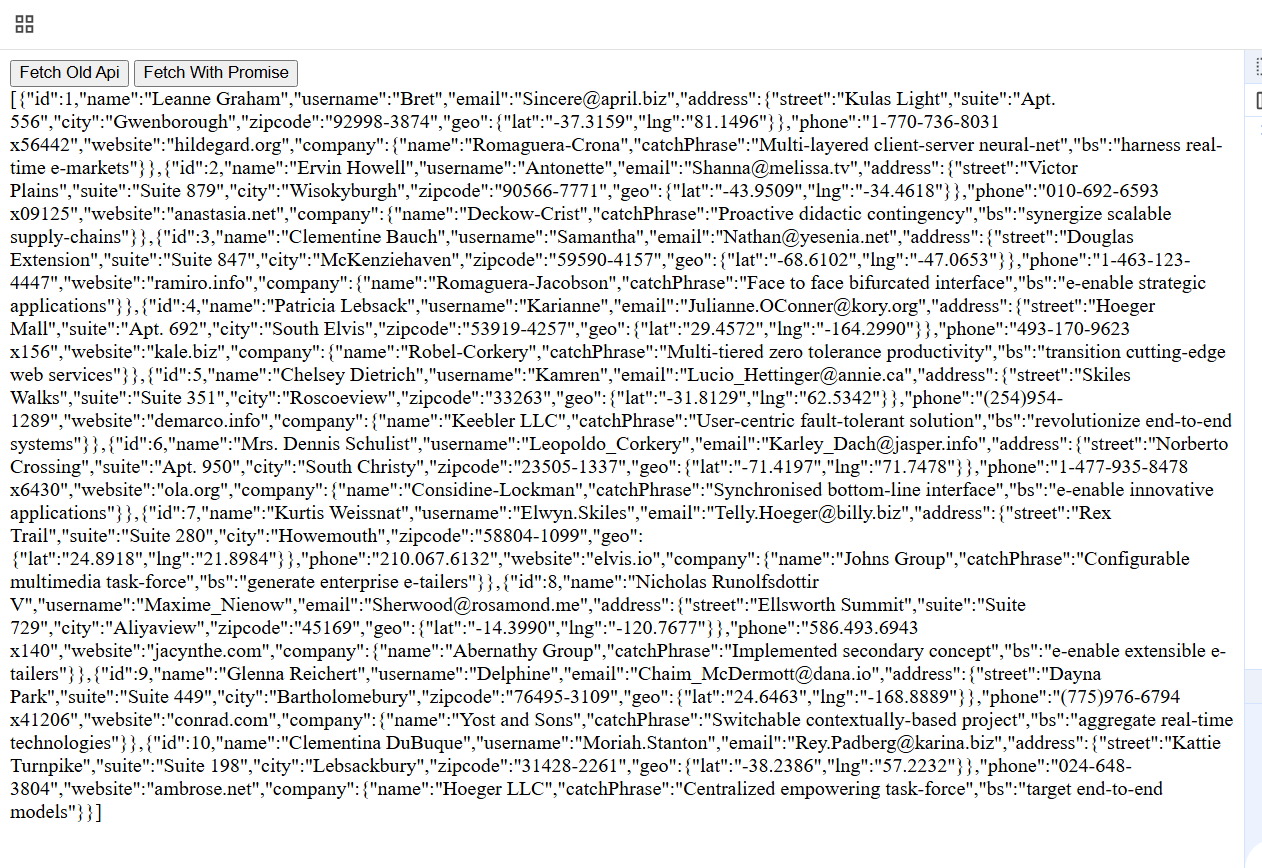 Fetch Old Api Fetch With Promise
[{"id":1,"name":"Leanne Graham","username":"Bret","email":"Sincere@april.biz","address":{"street":"Kulas Light","suite":"Apt.
556","city":"Gwenborough","zipcode":"92998-3874","geo":{"lat":"-37.3159","lng":"81.1496"}},"phone":"1-770-736-8031
x56442","website":"hildegard.org","company":{"name":"Romaguera-Crona","catchPhrase":"Multi-layered client-server neural-net","bs":"harness real-
time e-markets"}},{"id":2,"name":"Ervin Howell","username":"Antonette","email":"Shanna@melissa.tv","address":{"street":"Victor
Plains","suite":"Suite 879","city":"Wisokyburgh","zipcode":"90566-7771","geo":{"lat":"-43.9509","lng":"-34.4618"}},"phone":"010-692-6593
x09125","website":"anastasia.net","company":{"name":"Deckow-Crist","catchPhrase":"Proactive didactic contingency","bs":"synergize scalable
supply-chains"}},{"id":3,"name":"Clementine Bauch","username":"Samantha","email":"Nathan@yesenia.net","address":{"street":"Douglas
Extension","suite":"Suite 847","city":"McKenziehaven","zipcode":"59590-4157","geo":{"lat":"-68.6102","lng":"-47.0653"}},"phone":"1-463-123-
4447","website":"ramiro.info","company":{"name":"Romaguera-Jacobson","catchPhrase":"Face to face bifurcated interface","bs":"e-enable strategic
applications"}},{"id":4,"name":"Patricia Lebsack","username":"Karianne","email":"Julianne.OConner@kory.org","address":{"street":"Hoeger
Mall","suite":"Apt. 692","city":"South Elvis","zipcode":"53919-4257","geo":{"lat":"29.4572","lng":"-164.2990"}},"phone":"493-170-9623
x156","website":"kale.biz","company":{"name":"Robel-Corkery","catchPhrase":"Multi-tiered zero tolerance productivity","bs":"transition cutting-edge
web services"}},{"id":5,"name":"Chelsey Dietrich","username":"Kamren","email":"Lucio_Hettinger@annie.ca","address":{"street":"Skiles
Walks","suite":"Suite 351","city":"Roscoeview","zipcode":"33263","geo":{"lat":"-31.8129","lng":"62.5342"}},"phone":"(254)954-
1289","website":"demarco.info","company":{"name":"Keebler LLC","catchPhrase":"User-centric fault-tolerant solution","bs":"revolutionize end-to-end
systems"}},{"id":6,"name":"Mrs. Dennis Schulist","username":"Leopoldo_Corkery","email":"Karley_Dach@jasper.info","address":{"street":"Norberto
Crossing","suite":"Apt. 950","city":"South Christy","zipcode":"23505-1337","geo":{"lat":"-71.4197","lng":"71.7478"}},"phone":"1-477-935-8478
x6430","website":"ola.org","company":{"name":"Considine-Lockman","catchPhrase":"Synchronised bottom-line interface","bs":"e-enable innovative
applications"}},{"id":7,"name":"Kurtis Weissnat","username":"Elwyn.Skiles","email":"Telly.Hoeger@billy.biz","address":{"street":"Rex
Trail","suite":"Suite 280","city":"Howemouth","zipcode":"58804-1099","geo":
{"lat":"24.8918","lng":"21.8984"}},"phone":"210.067.6132","website":"elvis.io","company":{"name":"Johns Group","catchPhrase":"Configurable
multimedia task-force","bs":"generate enterprise e-tailers"}},{"id":8,"name":"Nicholas Runolfsdottir
V","username":"Maxime_Nienow","email":"Sherwood@rosamond.me","address":{"street":"Ellsworth Summit","suite":"Suite
729","city":"Aliyaview","zipcode":"45169","geo":{"lat":"-14.3990","lng":"-120.7677"}},"phone":"586.493.6943
x140","website":"jacynthe.com","company":{"name":"Abernathy Group","catchPhrase":"Implemented secondary concept","bs":"e-enable extensible e-
tailers"}},{"id":9,"name":"Glenna Reichert","username":"Delphine","email":"Chaim_McDermott@dana.io","address":{"street":"Dayna
Park","suite":"Suite 449","city":"Bartholomebury","zipcode":"76495-3109","geo":{"lat":"24.6463","lng":"-168.8889"}},"phone":"(775)976-6794
x41206","website":"conrad.com","company":{"name":"Yost and Sons","catchPhrase":"Switchable contextually-based project","bs":"aggregate real-time
technologies"}},{"id":10,"name":"Clementina DuBuque","username":"Moriah.Stanton","email":"Rey.Padberg@karina.biz","address":{"street":"Kattie
Turnpike","suite":"Suite 198","city":"Lebsackbury","zipcode":"31428-2261","geo":{"lat":"-38.2386","lng":"57.2232"}},"phone":"024-648-
3804","website":"ambrose.net","company":{"name":"Hoeger LLC","catchPhrase":"Centralized empowering task-force","bs":"target end-to-end
models"}}]